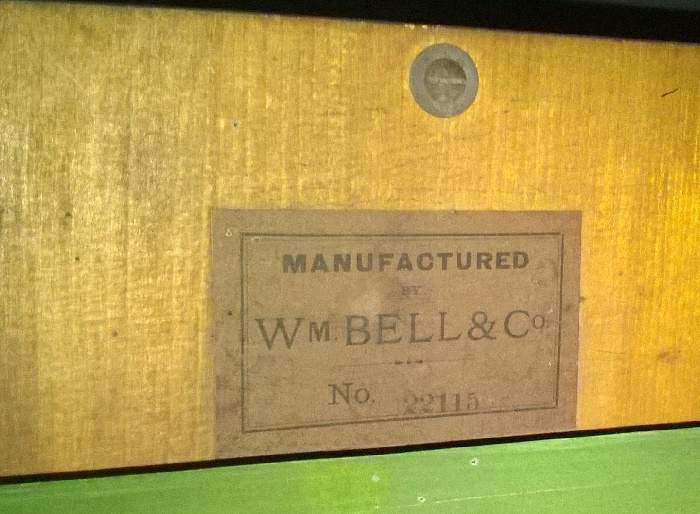 MANUFACTURED
BY
WM. BELL & Co.
No. 22115